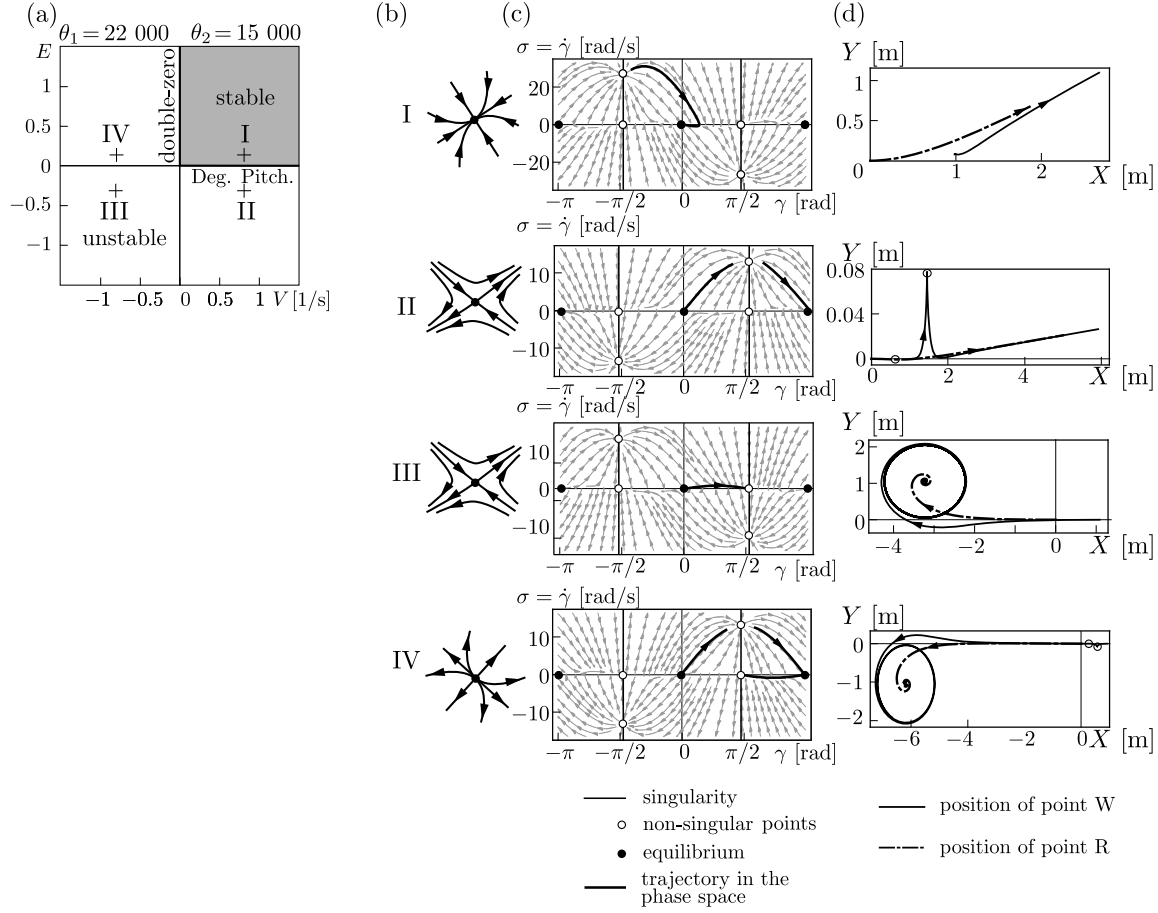 (a)
(b)
(c)
(d)
θ₁ = 22 000
θ₂ = 15 000
E
1
0.5
0
−0.5
−1
double-zero
stable
IV
I
Deg. Pitch.
III
II
unstable
−1
−0.5
0
0.5
1
V [1/s]
I
σ = γ̇ [rad/s]
20
0
−20
−π
−π/2
0
π/2
γ [rad]
Y [m]
1
0.5
0
1
2
X [m]
II
σ = γ̇ [rad/s]
10
0
−10
−π
−π/2
0
π/2
γ [rad]
Y [m]
0.08
0.04
0
0
2
4
X [m]
III
σ = γ̇ [rad/s]
10
0
−10
−π
−π/2
0
π/2
γ [rad]
Y [m]
2
1
0
−4
−2
0
X [m]
IV
σ = γ̇ [rad/s]
10
0
−10
−π
−π/2
0
π/2
γ [rad]
Y [m]
0
−1
−2
−6
−4
−2
0
X [m]
singularity
non-singular points
equilibrium
trajectory in the
phase space
position of point W
position of point R